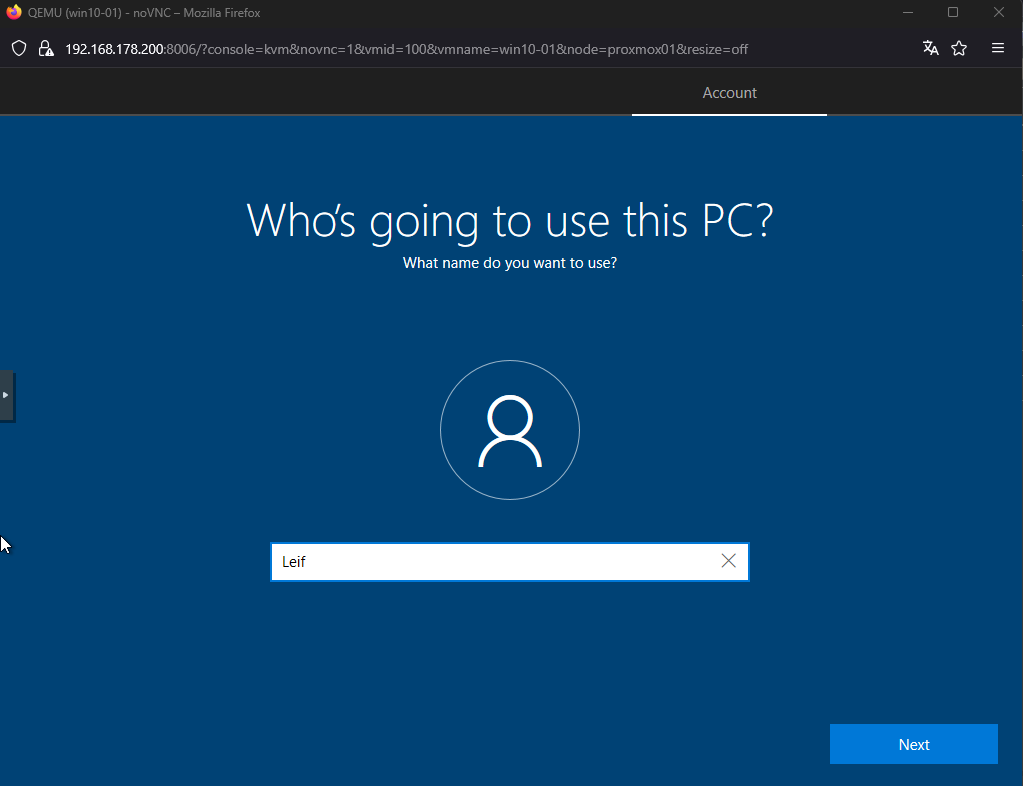 QEMU (win10-01) - noVNC – Mozilla Firefox
192.168.178.200:8006/?console=kvm&novnc=1&vmid=100&vmname=win10-01&node=proxmox01&resize=off
Account
Who's going to use this PC?
What name do you want to use?
Leif
Next